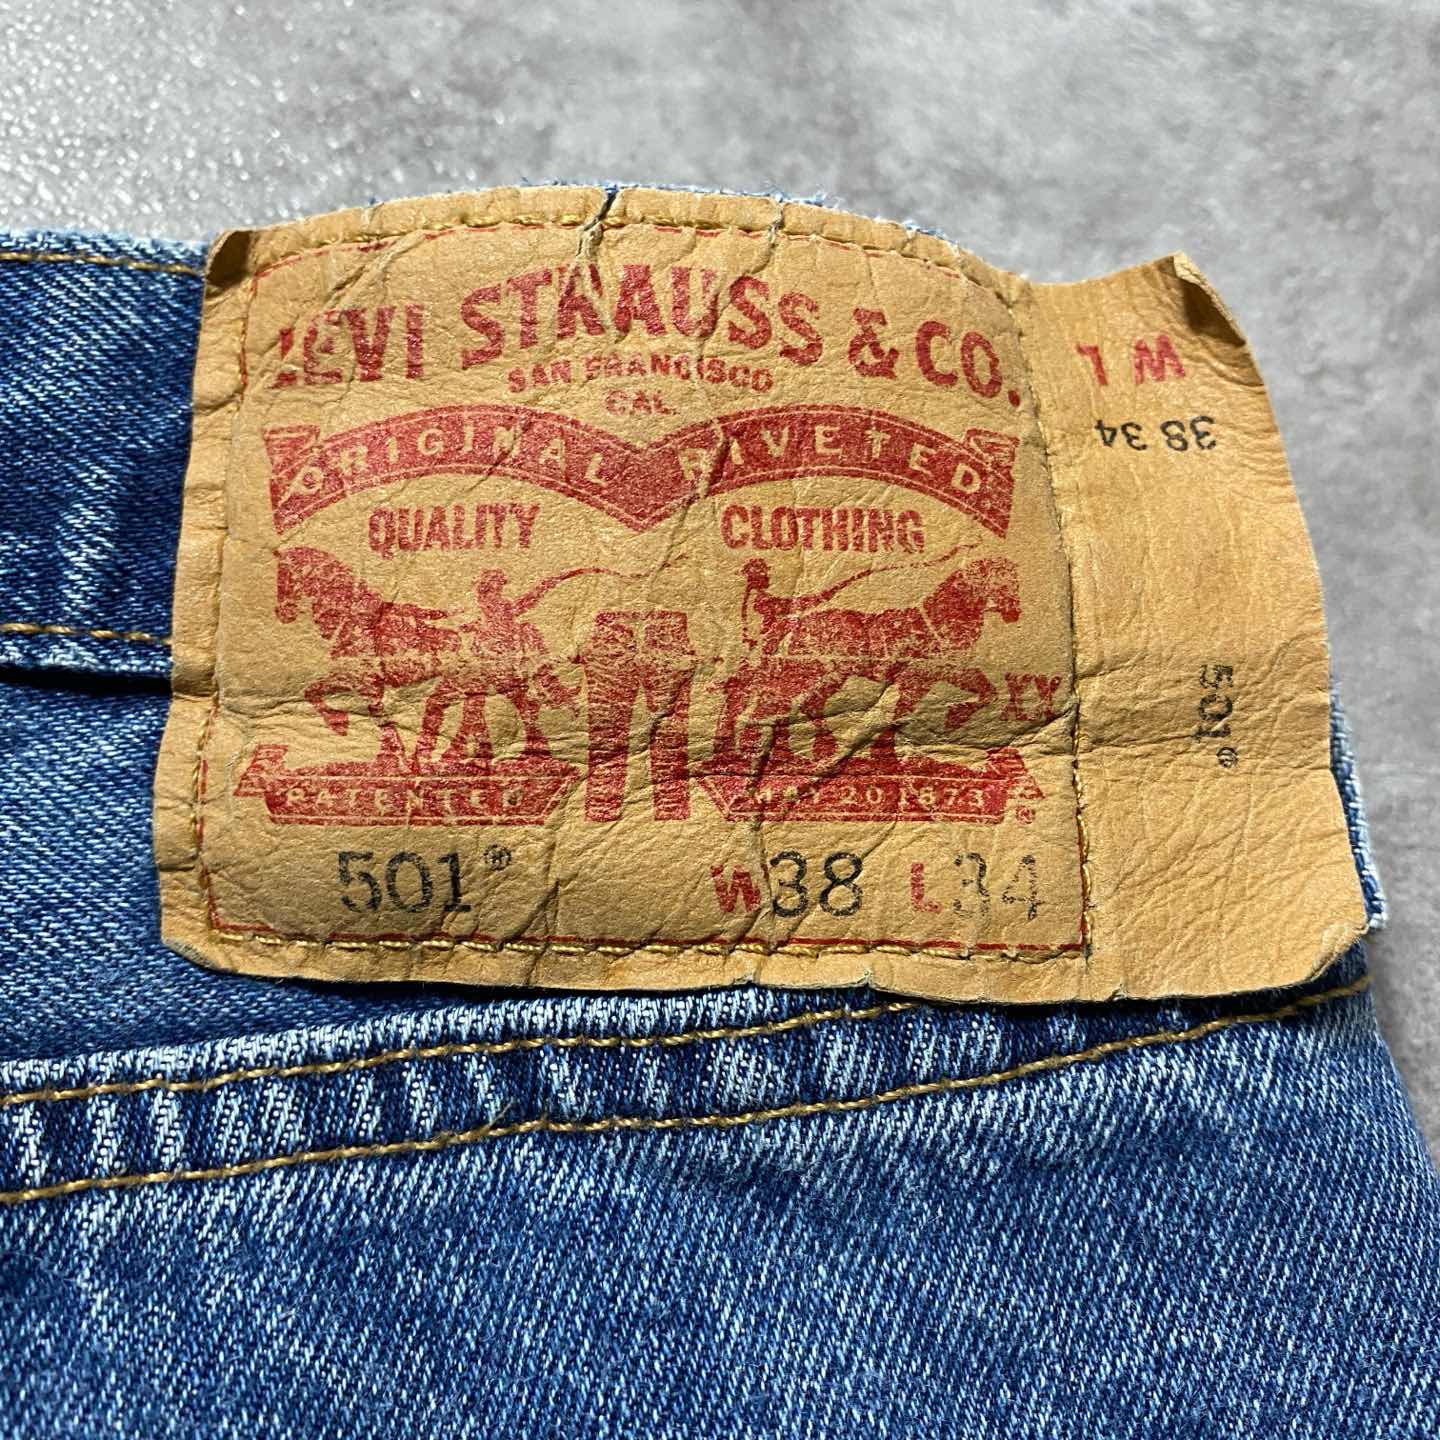 LEVI STRAUSS & CO.
SAN FRANCISCO
CAL.
ORIGINAL RIVETED
QUALITY CLOTHING
XX
PATENTED MAY 20 1873
501® W38 L34
W L
38 34
501®